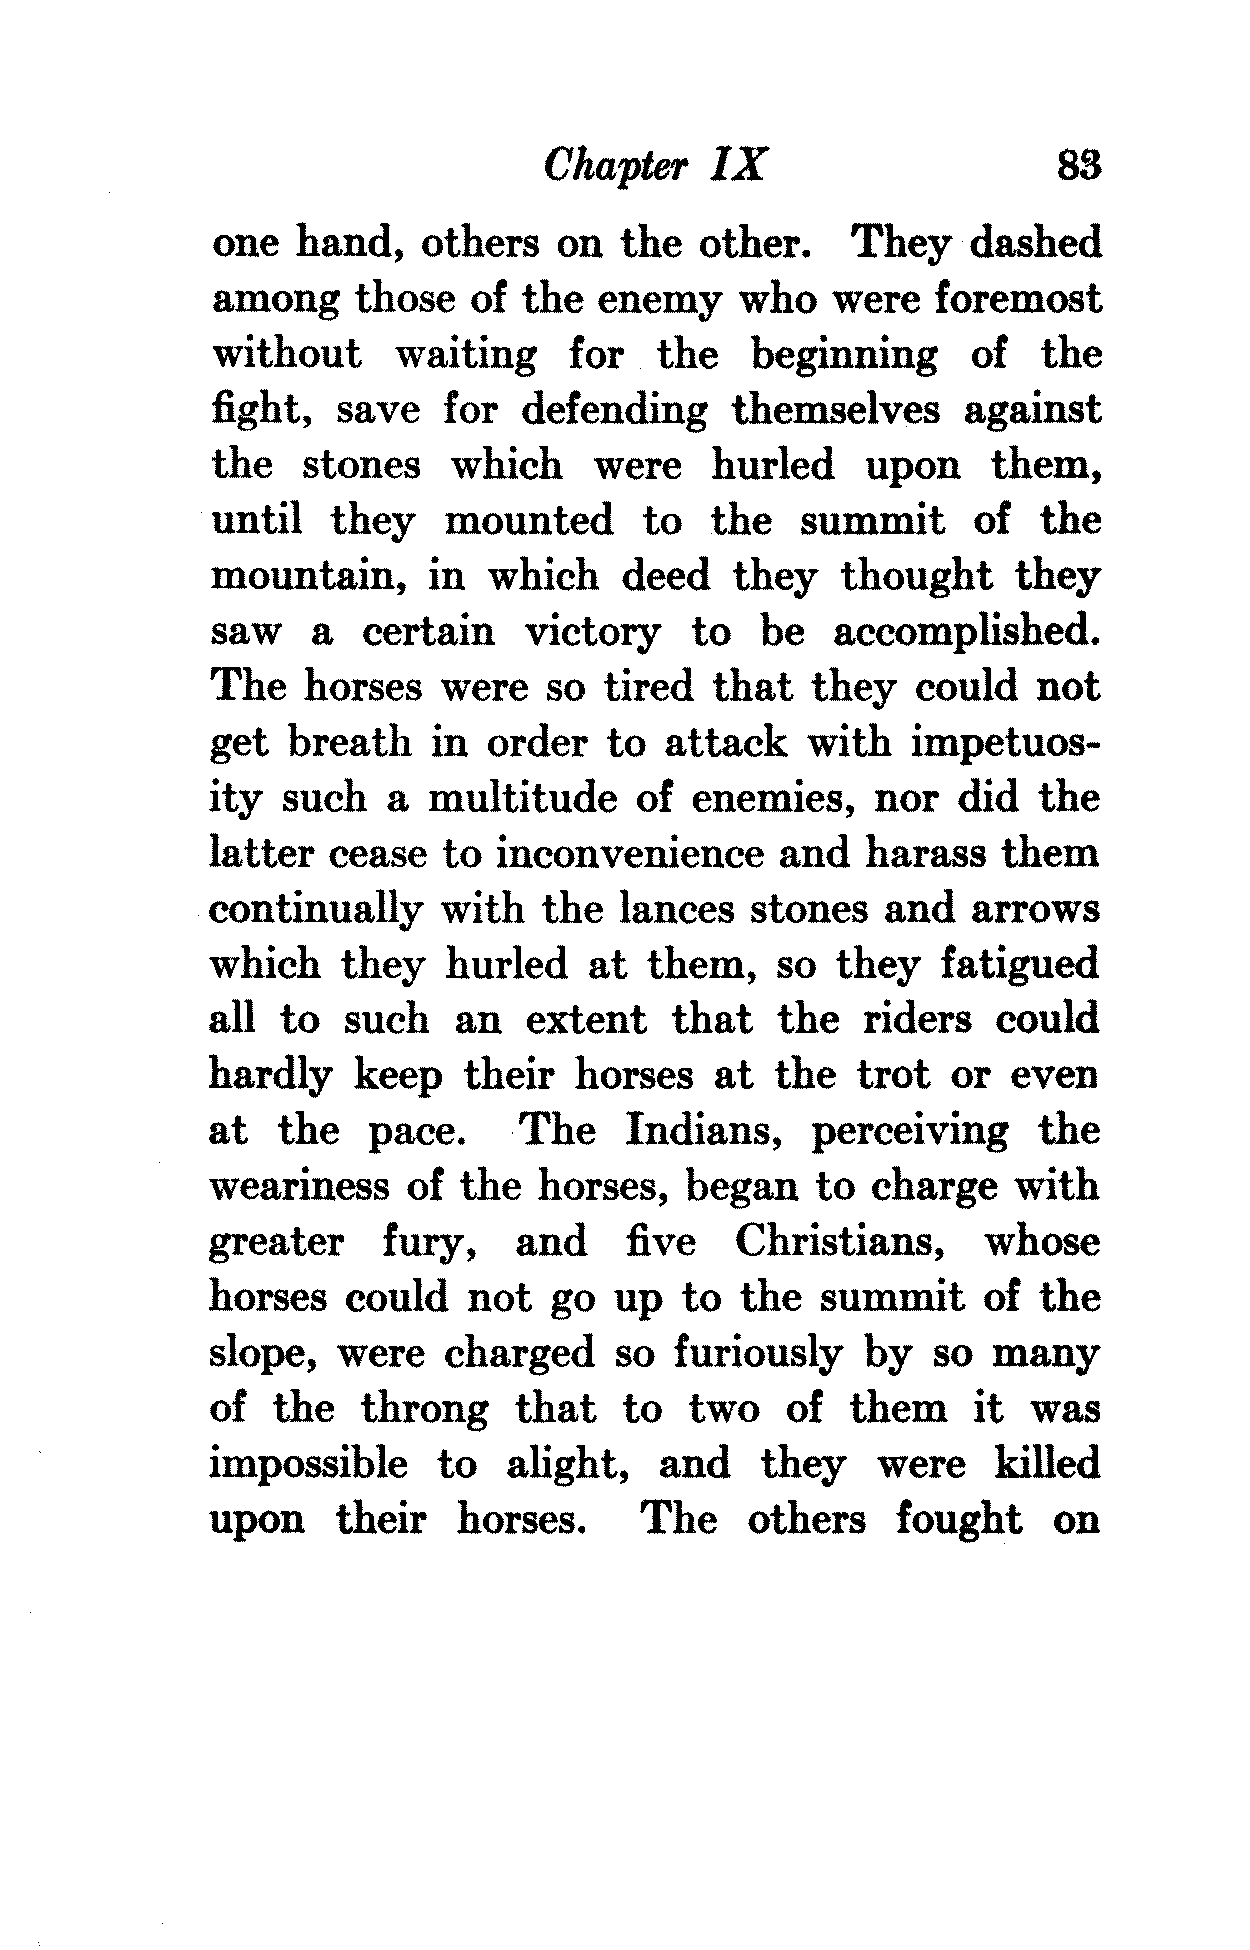 Chapter IX 83
one hand, others on the other. They dashed
among those of the enemy who were foremost
without waiting for the beginning of the
fight, save for defending themselves against
the stones which were hurled upon them,
until they mounted to the summit of the
mountain, in which deed they thought they
saw a certain victory to be accomplished.
The horses were so tired that they could not
get breath in order to attack with impetuos-
ity such a multitude of enemies, nor did the
latter cease to inconvenience and harass them
continually with the lances stones and arrows
which they hurled at them, so they fatigued
all to such an extent that the riders could
hardly keep their horses at the trot or even
at the pace. The Indians, perceiving the
weariness of the horses, began to charge with
greater fury, and five Christians, whose
horses could not go up to the summit of the
slope, were charged so furiously by so many
of the throng that to two of them it was
impossible to alight, and they were killed
upon their horses. The others fought on